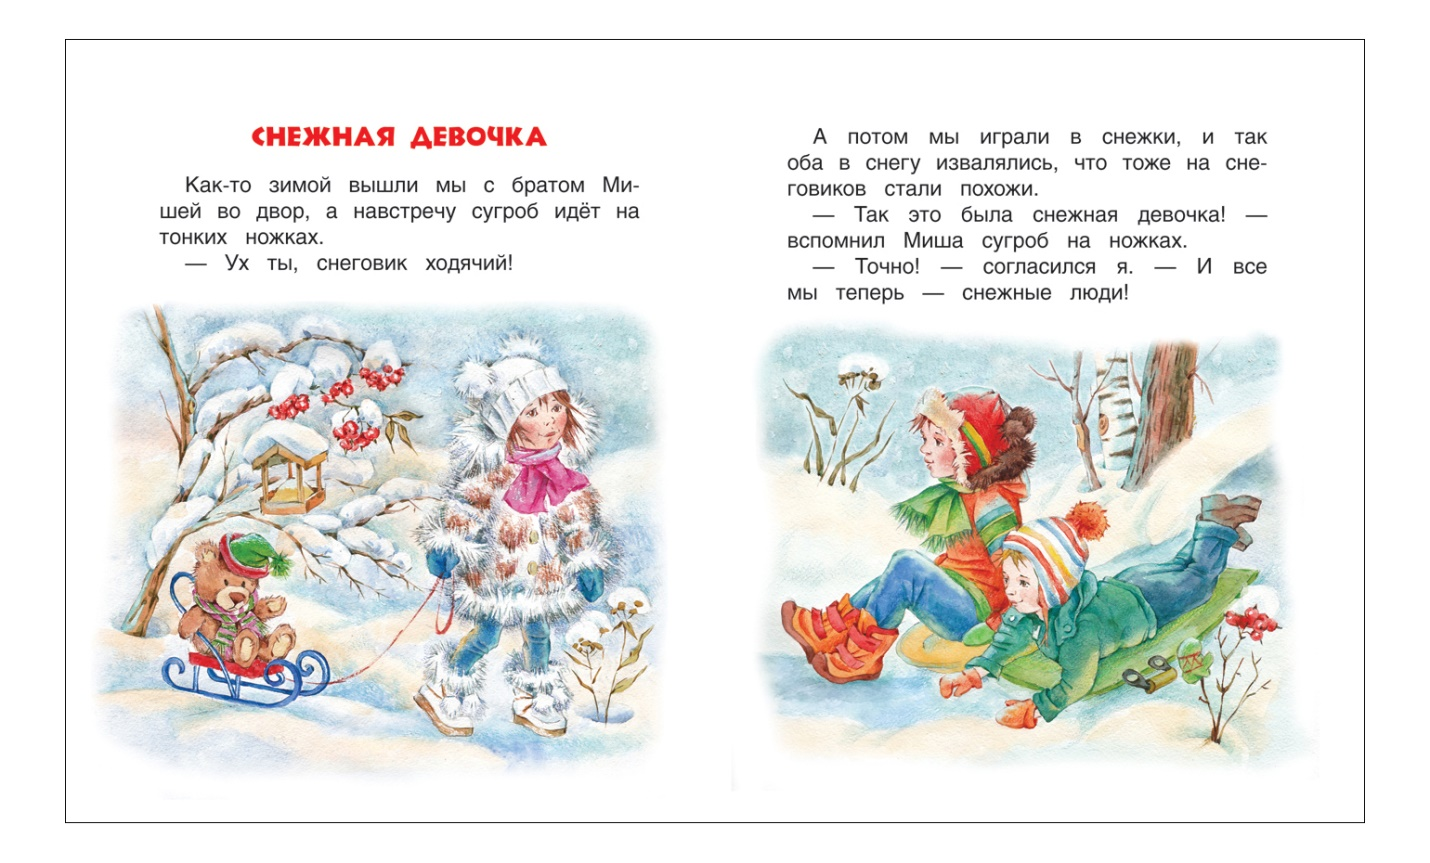 СНЕЖНАЯ ДЕВОЧКА
Как-то зимой вышли мы с братом Ми-
шей во двор, а навстречу сугроб идёт на
тонких ножках.
— Ух ты, снеговик ходячий!
А потом мы играли в снежки, и так
оба в снегу извалялись, что тоже на сне-
говиков стали похожи.
— Так это была снежная девочка! —
вспомнил Миша сугроб на ножках.
— Точно! — согласился я. — И все
мы теперь — снежные люди!